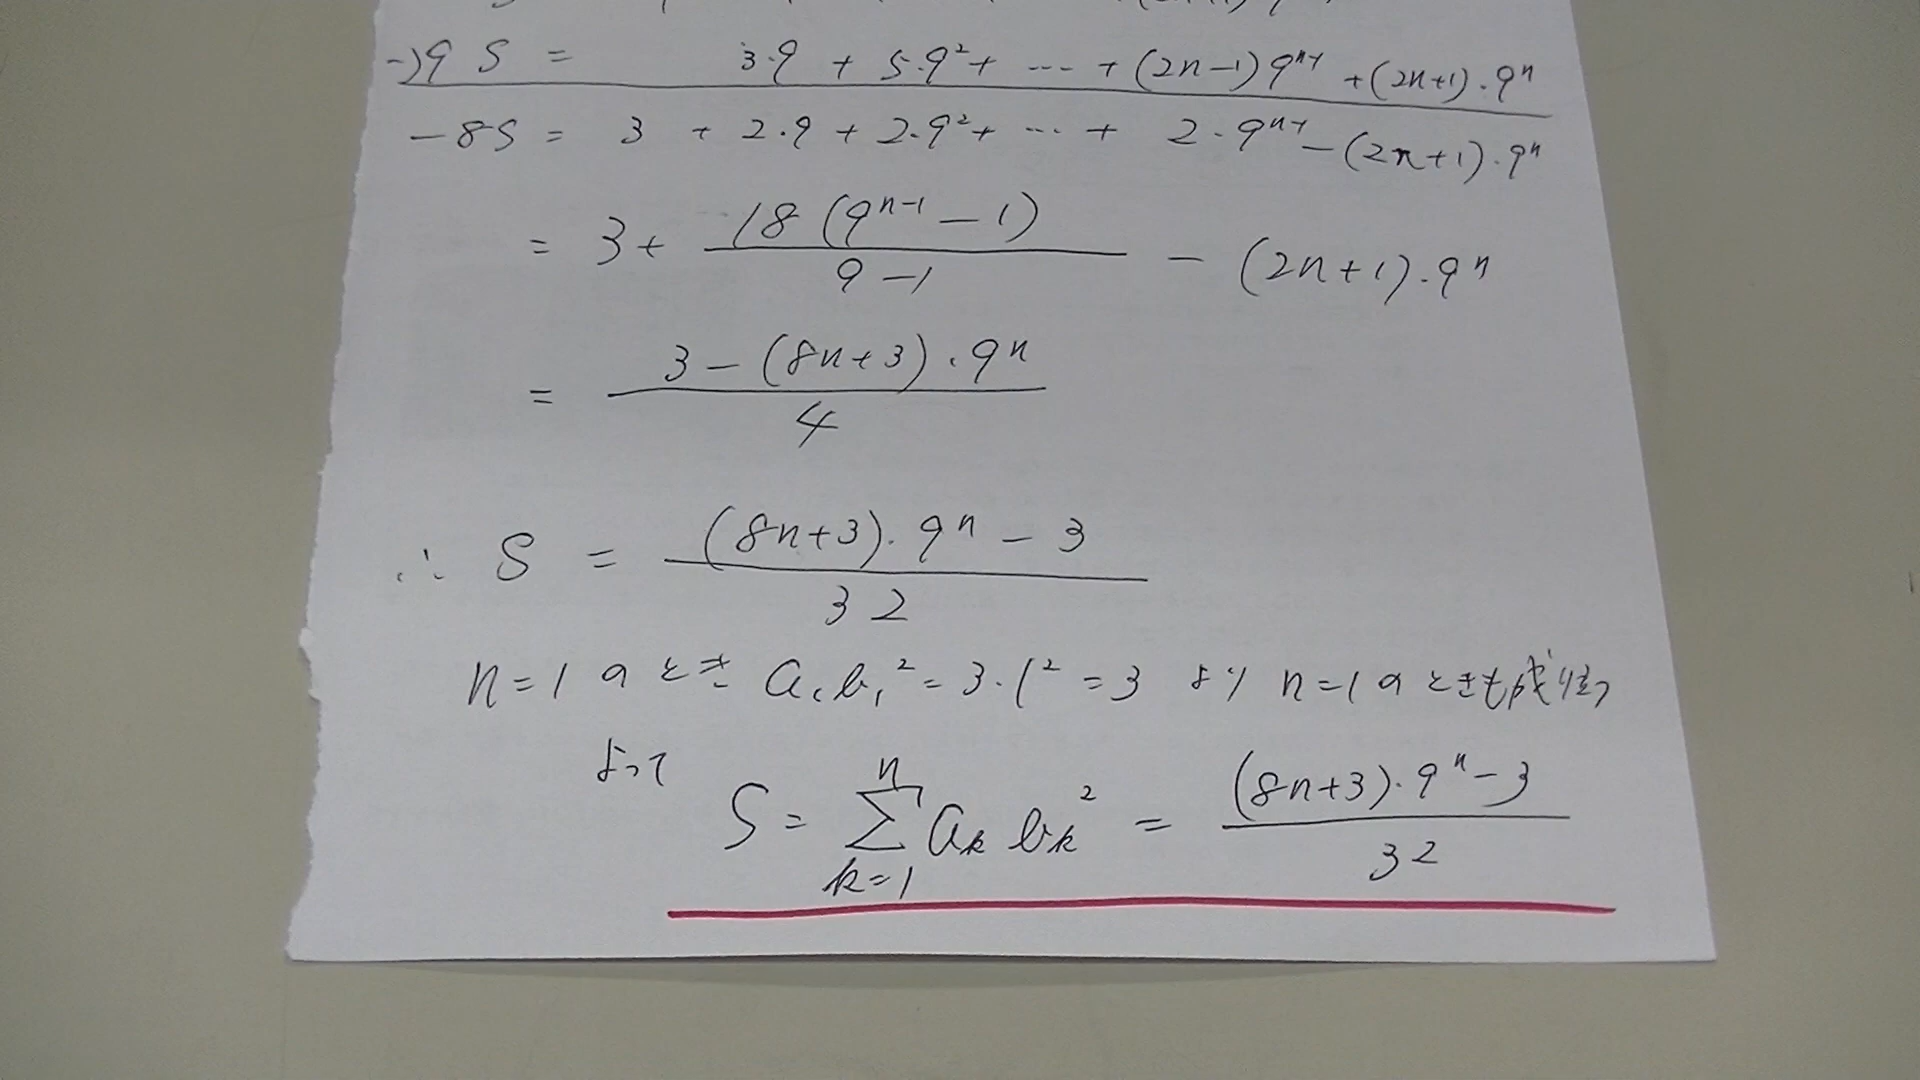 -)9S = 3・9 + 5・9² + … + (2n-1)9ⁿ⁻¹ + (2n+1)・9ⁿ
-8S = 3 + 2・9 + 2・9² + … + 2・9ⁿ⁻¹ - (2n+1)・9ⁿ
= 3 + 18(9ⁿ⁻¹ - 1)/(9-1) - (2n+1)・9ⁿ
= (3 - (8n+3)・9ⁿ)/4
∴ S = ((8n+3)・9ⁿ - 3)/32
n=1のとき a₁b₁² = 3・1² = 3 より n=1のときも成り立つ
よって S = Σ[k=1→n] aₖbₖ² = ((8n+3)・9ⁿ - 3)/32